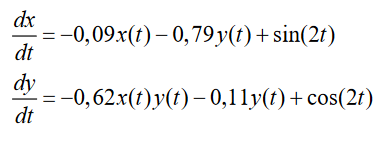 dx/dt = −0,09x(t) − 0,79y(t) + sin(2t)
dy/dt = −0,62x(t)y(t) − 0,11y(t) + cos(2t)